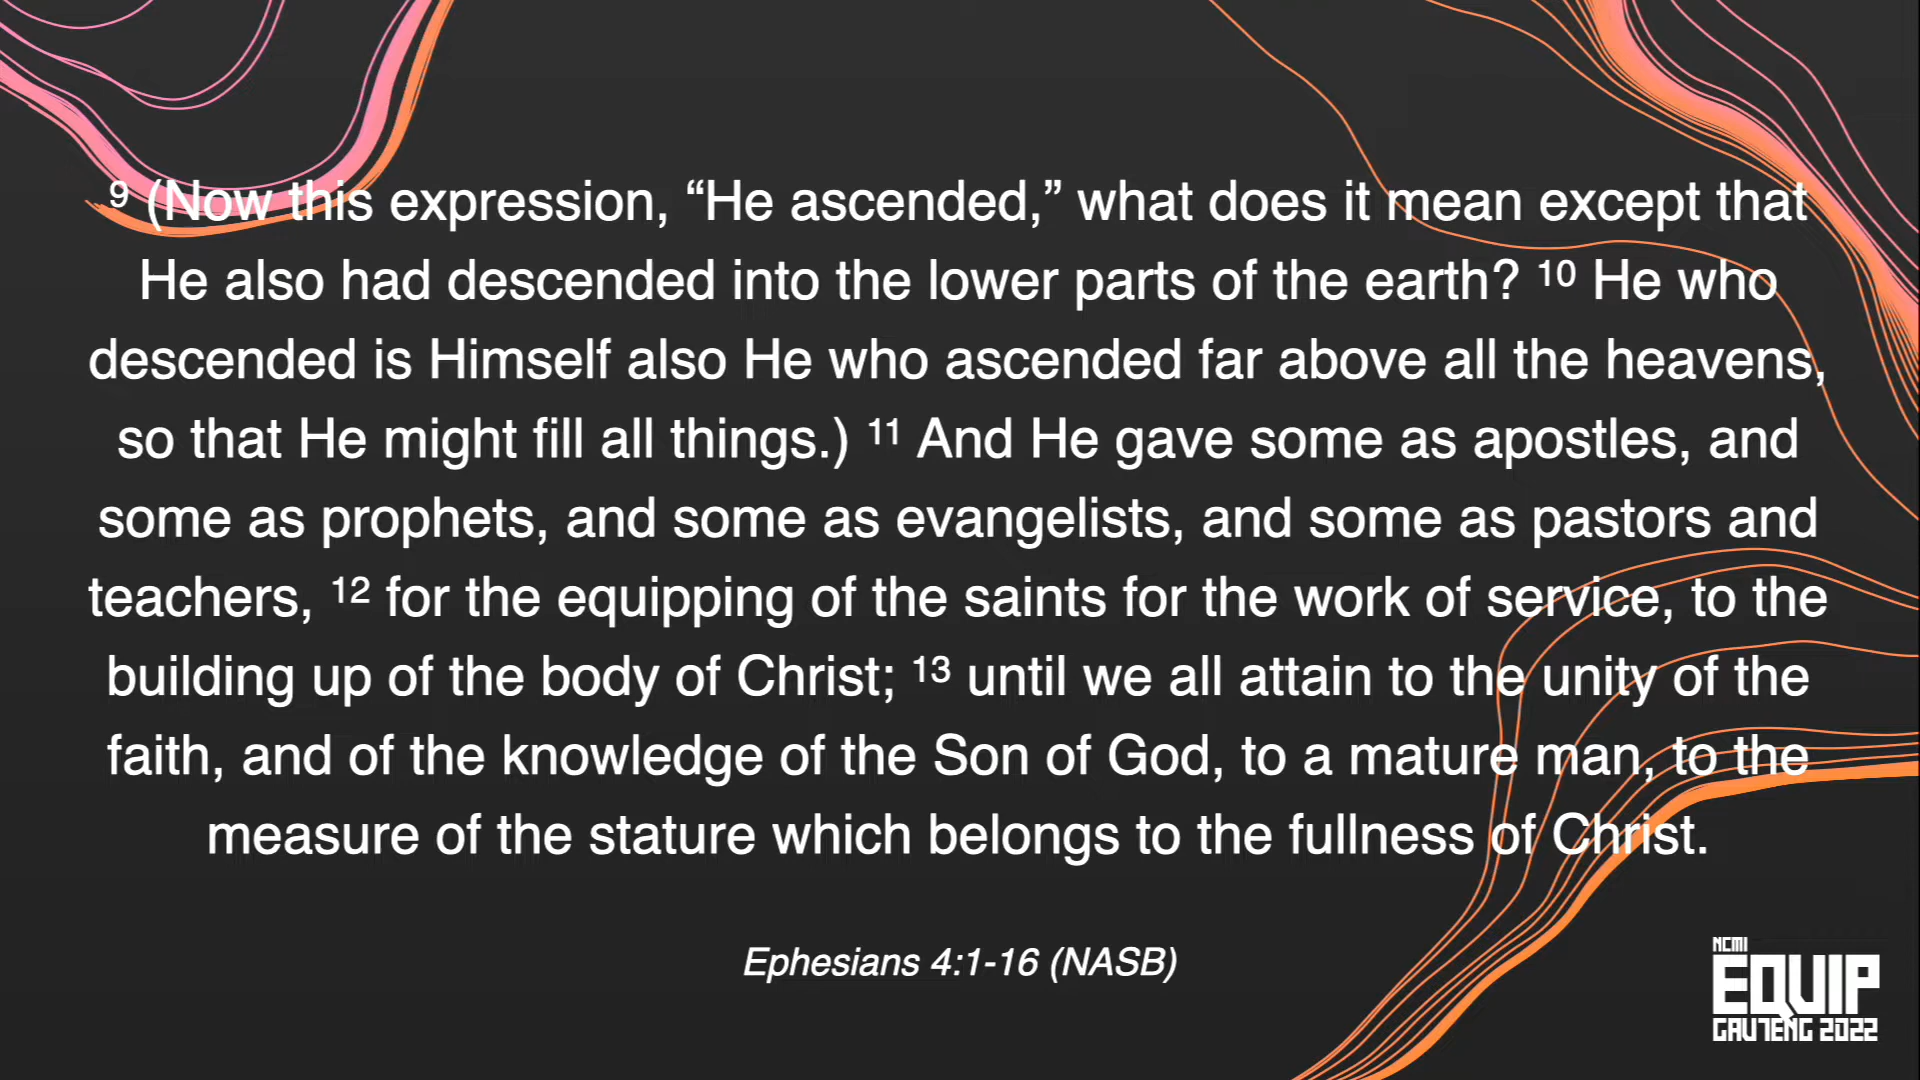 ⁹ (Now this expression, “He ascended,” what does it mean except that
He also had descended into the lower parts of the earth? ¹⁰ He who
descended is Himself also He who ascended far above all the heavens,
so that He might fill all things.) ¹¹ And He gave some as apostles, and
some as prophets, and some as evangelists, and some as pastors and
teachers, ¹² for the equipping of the saints for the work of service, to the
building up of the body of Christ; ¹³ until we all attain to the unity of the
faith, and of the knowledge of the Son of God, to a mature man, to the
measure of the stature which belongs to the fullness of Christ.
Ephesians 4:1-16 (NASB)
NCMI
EQUIP
GAUTENG 2022